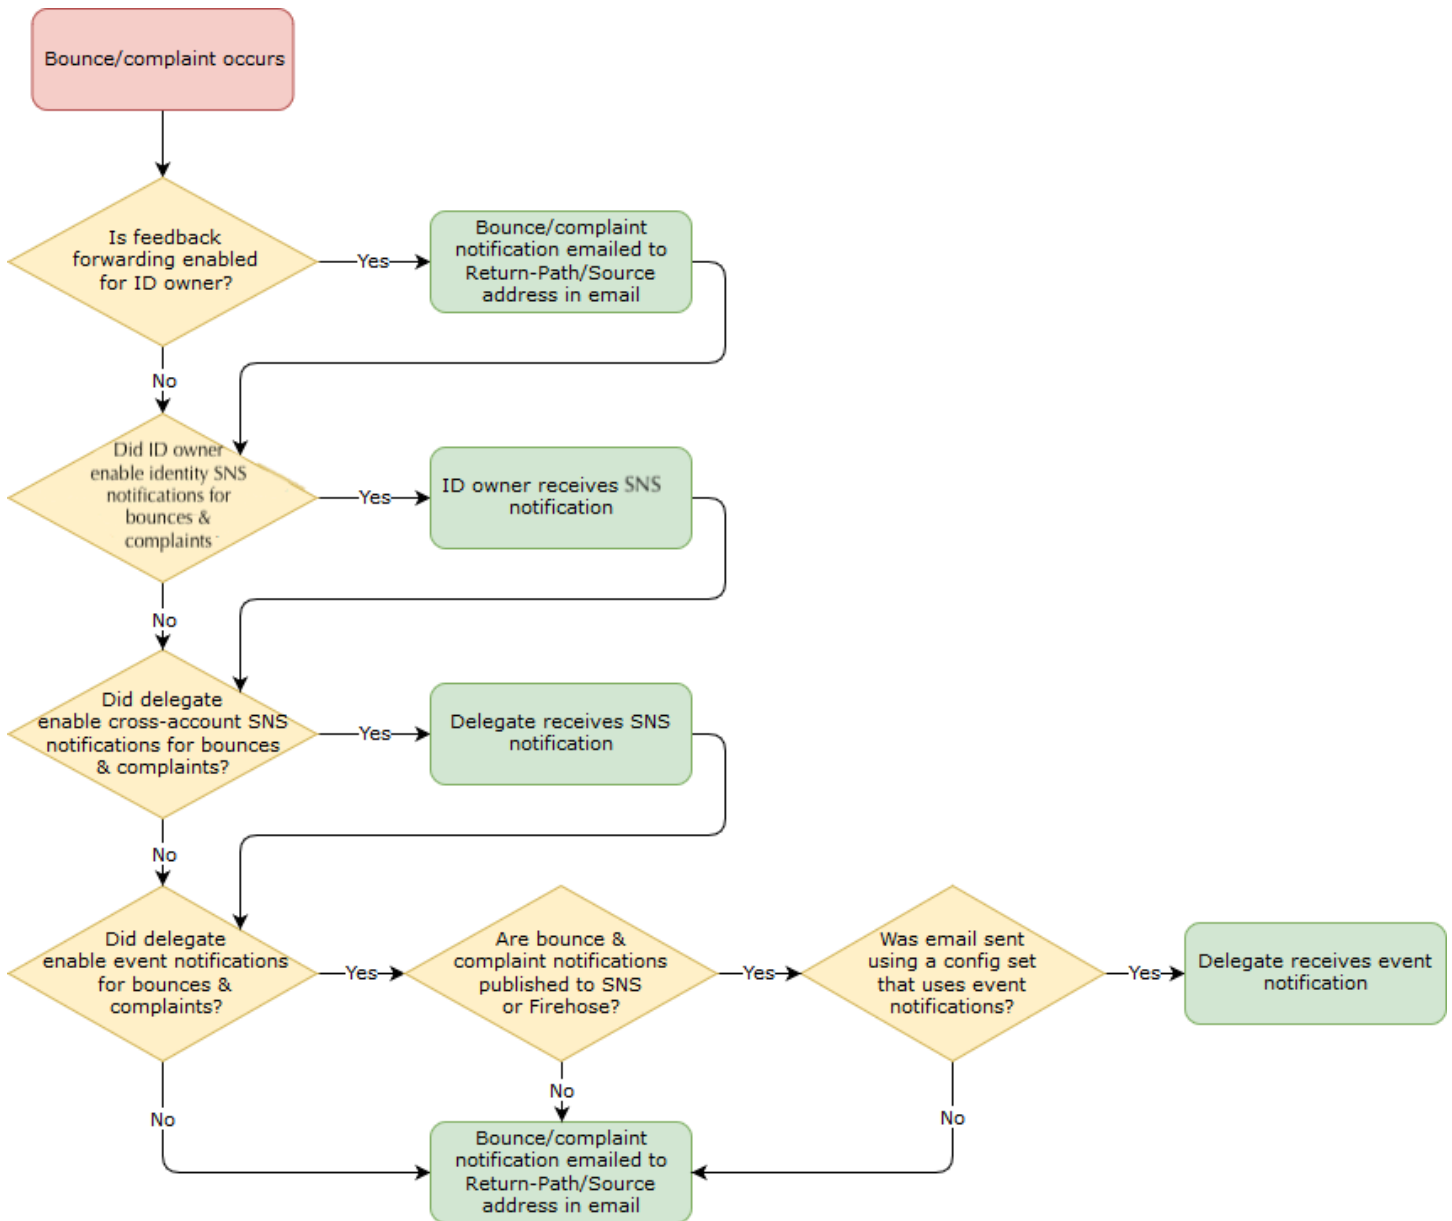 Bounce/complaint occurs
Is feedback
forwarding enabled
for ID owner?
Yes
Bounce/complaint
notification emailed to
Return-Path/Source
address in email
No
Did ID owner
enable identity SNS
notifications for
bounces &
complaints
Yes
ID owner receives SNS
notification
No
Did delegate
enable cross-account SNS
notifications for bounces
& complaints?
Yes
Delegate receives SNS
notification
No
Did delegate
enable event notifications
for bounces &
complaints?
Yes
Are bounce &
complaint notifications
published to SNS
or Firehose?
Yes
Was email sent
using a config set
that uses event
notifications?
Yes
Delegate receives event
notification
No
No
No
Bounce/complaint
notification emailed to
Return-Path/Source
address in email